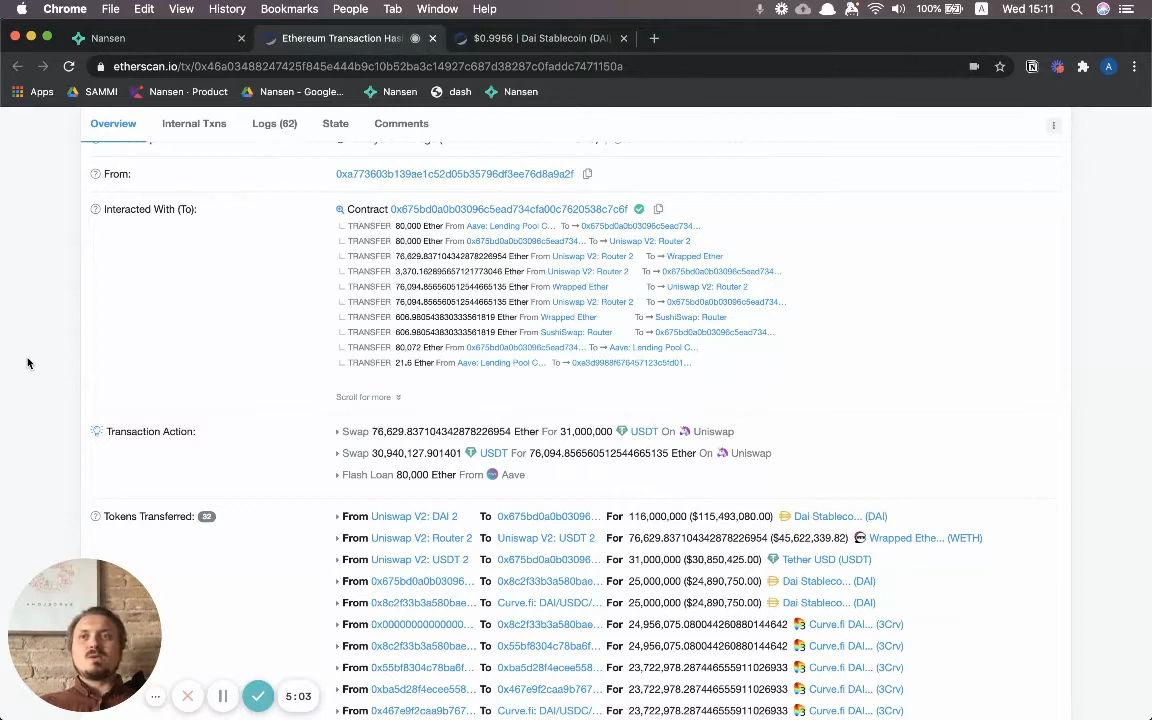 Chrome File Edit View History Bookmarks People Tab Window Help 100% A Wed 15:11
Nansen Ethereum Transaction Hash $0.9956 | Dai Stablecoin (DAI)
etherscan.io/tx/0x46a03488247425f845e444b9c10b52ba3c14927c687d38287c0faddc7471150a A
Apps SAMMI Nansen · Product Nansen - Google... Nansen dash Nansen
Overview Internal Txns Logs (62) State Comments
From: 0xa773603b139ae1c52d05b35796df3ee76d8a9a2f
Interacted With (To): Contract 0x675bd0a0b03096c5ead734cfa00c7620538c7c6f
TRANSFER 80,000 Ether From Aave: Lending Pool C... To → 0x675bd0a0b03096c5ead734...
TRANSFER 80,000 Ether From 0x675bd0a0b03096c5ead734... To → Uniswap V2: Router 2
TRANSFER 76,629.837104342878226954 Ether From Uniswap V2: Router 2 To → Wrapped Ether
TRANSFER 3,370.162895657121773046 Ether From Uniswap V2: Router 2 To → 0x675bd0a0b03096c5ead734...
TRANSFER 76,094.856560512544665135 Ether From Wrapped Ether To → Uniswap V2: Router 2
TRANSFER 76,094.856560512544665135 Ether From Uniswap V2: Router 2 To → 0x675bd0a0b03096c5ead734...
TRANSFER 606.980543830333561819 Ether From Wrapped Ether To → SushiSwap: Router
TRANSFER 606.980543830333561819 Ether From SushiSwap: Router To → 0x675bd0a0b03096c5ead734...
TRANSFER 80,072 Ether From 0x675bd0a0b03096c5ead734... To → Aave: Lending Pool C...
TRANSFER 21.6 Ether From Aave: Lending Pool C... To → 0xe3d9988f676457123c5fd01...
Scroll for more
Transaction Action: Swap 76,629.837104342878226954 Ether For 31,000,000 USDT On Uniswap
Swap 30,940,127.901401 USDT For 76,094.856560512544665135 Ether On Uniswap
Flash Loan 80,000 Ether From Aave
Tokens Transferred: 32 From Uniswap V2: DAI 2 To 0x675bd0a0b03096... For 116,000,000 ($115,493,080.00) Dai Stableco... (DAI)
From Uniswap V2: Router 2 To Uniswap V2: USDT 2 For 76,629.837104342878226954 ($45,622,339.82) Wrapped Ethe... (WETH)
From Uniswap V2: USDT 2 To 0x675bd0a0b03096... For 31,000,000 ($30,850,425.00) Tether USD (USDT)
From 0x675bd0a0b03096... To 0x8c2f33b3a580bae... For 25,000,000 ($24,890,750.00) Dai Stableco... (DAI)
From 0x8c2f33b3a580bae... To Curve.fi: DAI/USDC/... For 25,000,000 ($24,890,750.00) Dai Stableco... (DAI)
From 0x00000000000000... To 0x8c2f33b3a580bae... For 24,956,075.080044260880144642 Curve.fi DAI... (3Crv)
From 0x8c2f33b3a580bae... To 0x55bf8304c78ba6f... For 24,956,075.080044260880144642 Curve.fi DAI... (3Crv)
From 0x55bf8304c78ba6f... To 0xba5d28f4ecee558... For 23,722,978.287446555911026933 Curve.fi DAI... (3Crv)
From 0xba5d28f4ecee558... To 0x467e9f2caa9b767... For 23,722,978.287446555911026933 Curve.fi DAI... (3Crv)
From 0x467e9f2caa9b767... To Curve.fi: DAI/USDC/... For 23,722,978.287446555911026933 Curve.fi DAI... (3Crv)
5:03